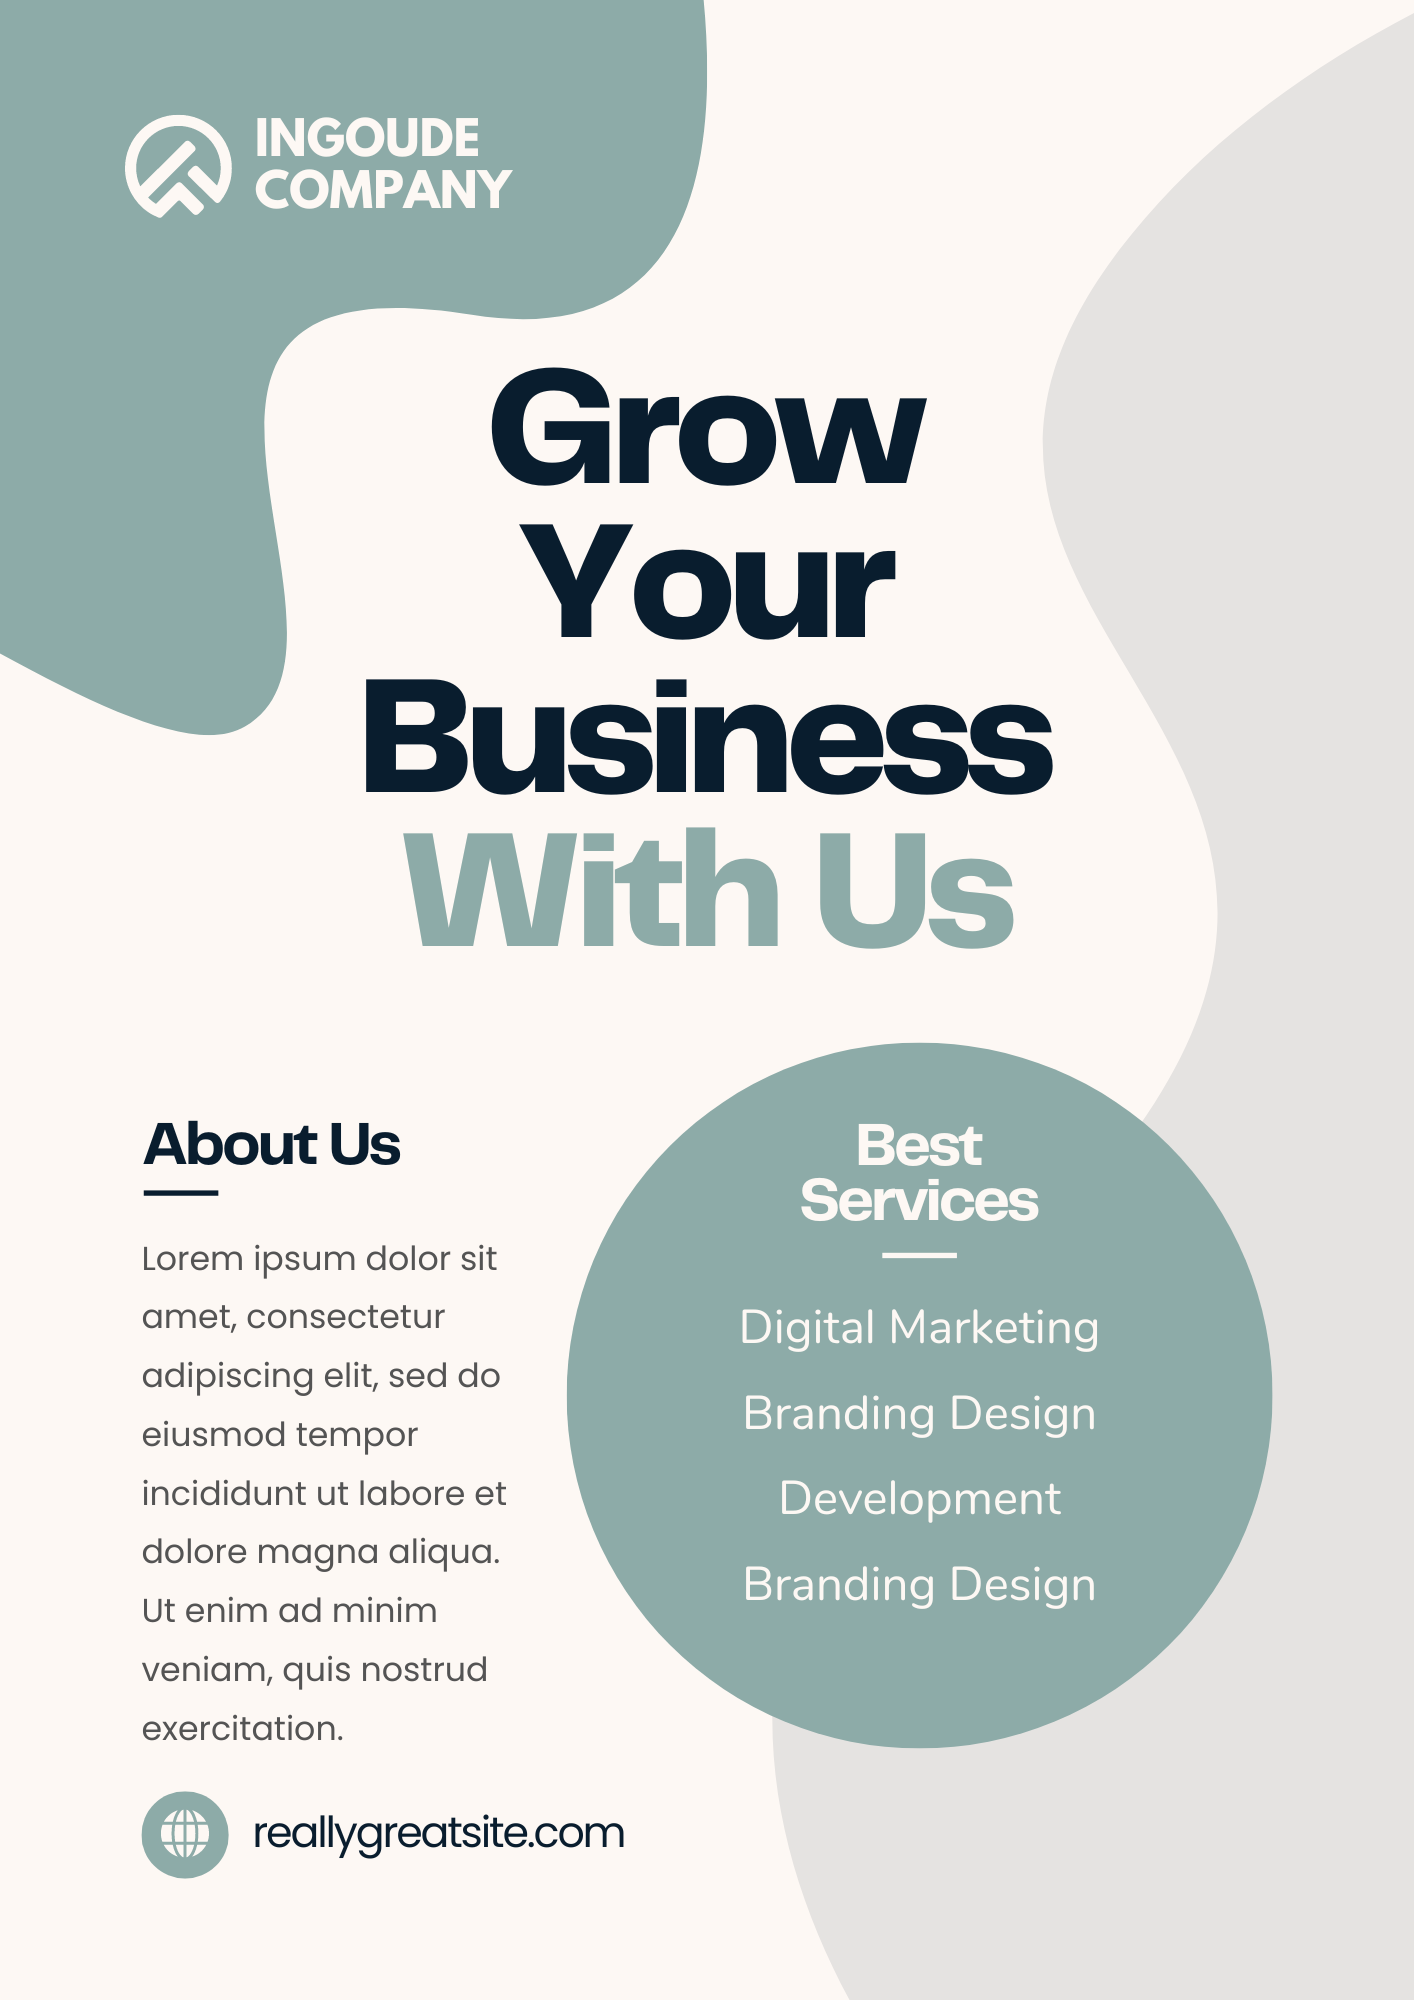 INGOUDE
COMPANY
Grow
Your
Business
With Us
About Us
Lorem ipsum dolor sit
amet, consectetur
adipiscing elit, sed do
eiusmod tempor
incididunt ut labore et
dolore magna aliqua.
Ut enim ad minim
veniam, quis nostrud
exercitation.
Best
Services
Digital Marketing
Branding Design
Development
Branding Design
reallygreatsite.com